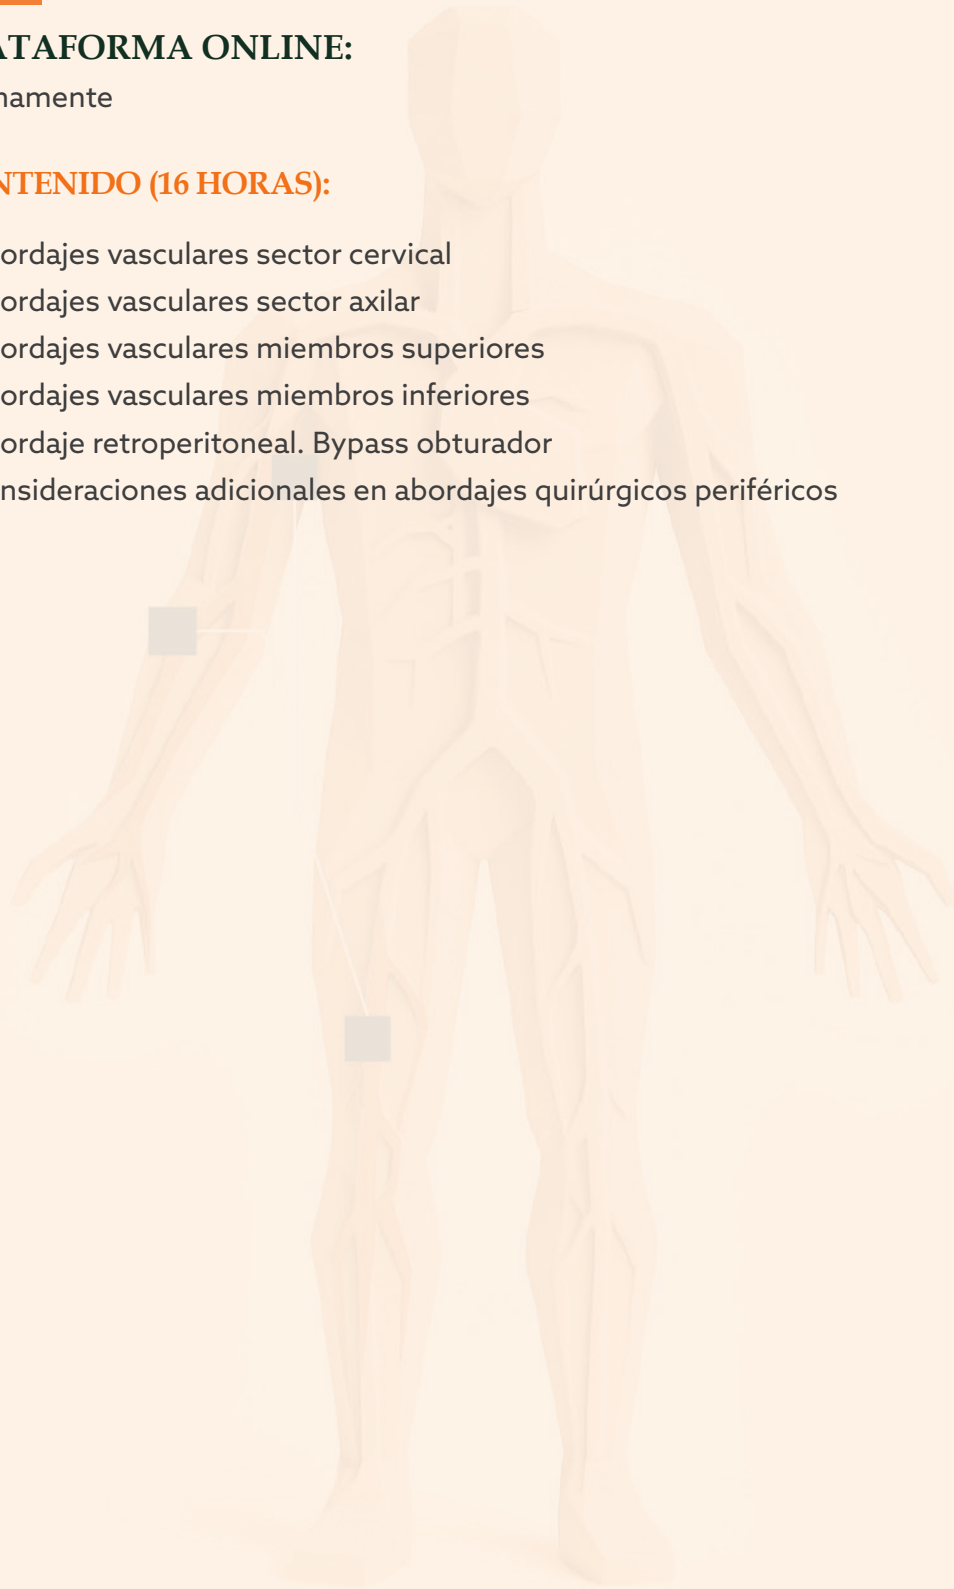 ATAFORMA ONLINE:
namente
NTENIDO (16 HORAS):
ordajes vasculares sector cervical
ordajes vasculares sector axilar
ordajes vasculares miembros superiores
ordajes vasculares miembros inferiores
ordaje retroperitoneal. Bypass obturador
nsideraciones adicionales en abordajes quirúrgicos periféricos